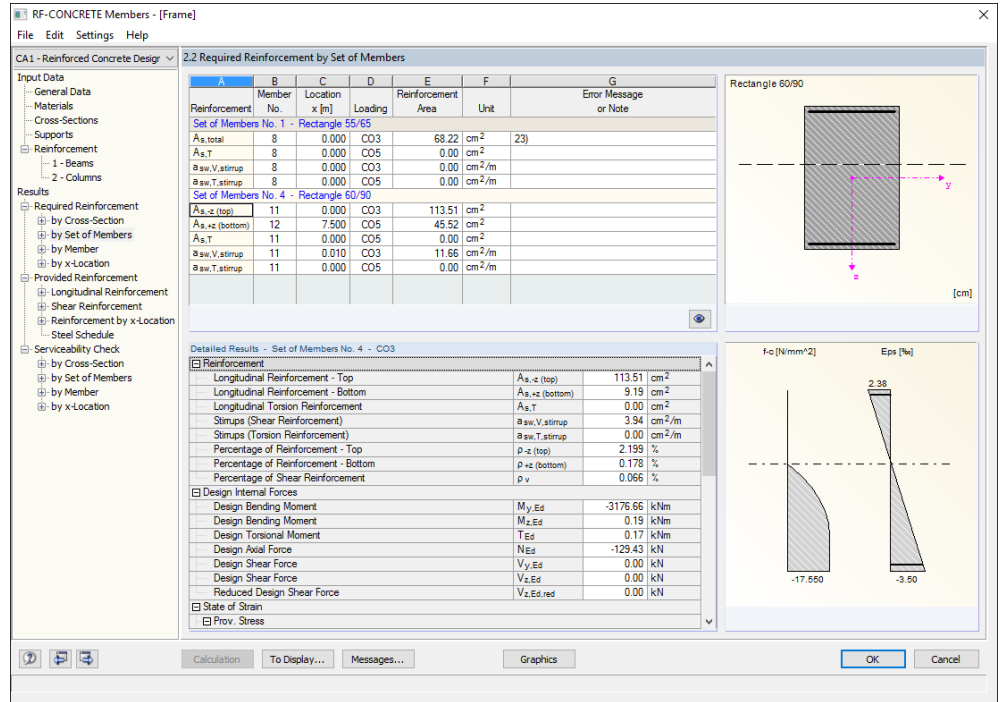 RF-CONCRETE Members - [Frame]
File Edit Settings Help
CA1 - Reinforced Concrete Desigr
2.2 Required Reinforcement by Set of Members
Input Data
General Data
Materials
Cross-Sections
Supports
Reinforcement
1 - Beams
2 - Columns
Results
Required Reinforcement
by Cross-Section
by Set of Members
by Member
by x-Location
Provided Reinforcement
Longitudinal Reinforcement
Shear Reinforcement
Reinforcement by x-Location
Steel Schedule
Serviceability Check
by Cross-Section
by Set of Members
by Member
by x-Location
A B C D E F G
Member Location Reinforcement Error Message
Reinforcement No. x [m] Loading Area Unit or Note
Set of Members No. 1 - Rectangle 55/65
As,total 8 0.000 CO3 68.22 cm2 23)
As,T 8 0.000 CO5 0.00 cm2
asw,V,stirrup 8 0.000 CO3 0.00 cm2/m
asw,T,stirrup 8 0.000 CO5 0.00 cm2/m
Set of Members No. 4 - Rectangle 60/90
As,-z (top) 11 0.000 CO3 113.51 cm2
As,+z (bottom) 12 7.500 CO5 45.52 cm2
As,T 11 0.000 CO5 0.00 cm2
asw,V,stirrup 11 0.010 CO3 11.66 cm2/m
asw,T,stirrup 11 0.000 CO5 0.00 cm2/m
Rectangle 60/90
y
z
[cm]
Detailed Results - Set of Members No. 4 - CO3
Reinforcement
Longitudinal Reinforcement - Top As,-z (top) 113.51 cm2
Longitudinal Reinforcement - Bottom As,+z (bottom) 9.19 cm2
Longitudinal Torsion Reinforcement As,T 0.00 cm2
Stirrups (Shear Reinforcement) asw,V,stirrup 3.94 cm2/m
Stirrups (Torsion Reinforcement) asw,T,stirrup 0.00 cm2/m
Percentage of Reinforcement - Top ρ-z (top) 2.199 %
Percentage of Reinforcement - Bottom ρ+z (bottom) 0.178 %
Percentage of Shear Reinforcement ρv 0.066 %
Design Internal Forces
Design Bending Moment My,Ed -3176.66 kNm
Design Bending Moment Mz,Ed 0.19 kNm
Design Torsional Moment TEd 0.17 kNm
Design Axial Force NEd -129.43 kN
Design Shear Force Vy,Ed 0.00 kN
Design Shear Force Vz,Ed 0.00 kN
Reduced Design Shear Force Vz,Ed,red 0.00 kN
State of Strain
Prov. Stress
f-c [N/mm^2] Eps [‰]
2.38
-17.550 -3.50
Calculation To Display... Messages... Graphics OK Cancel